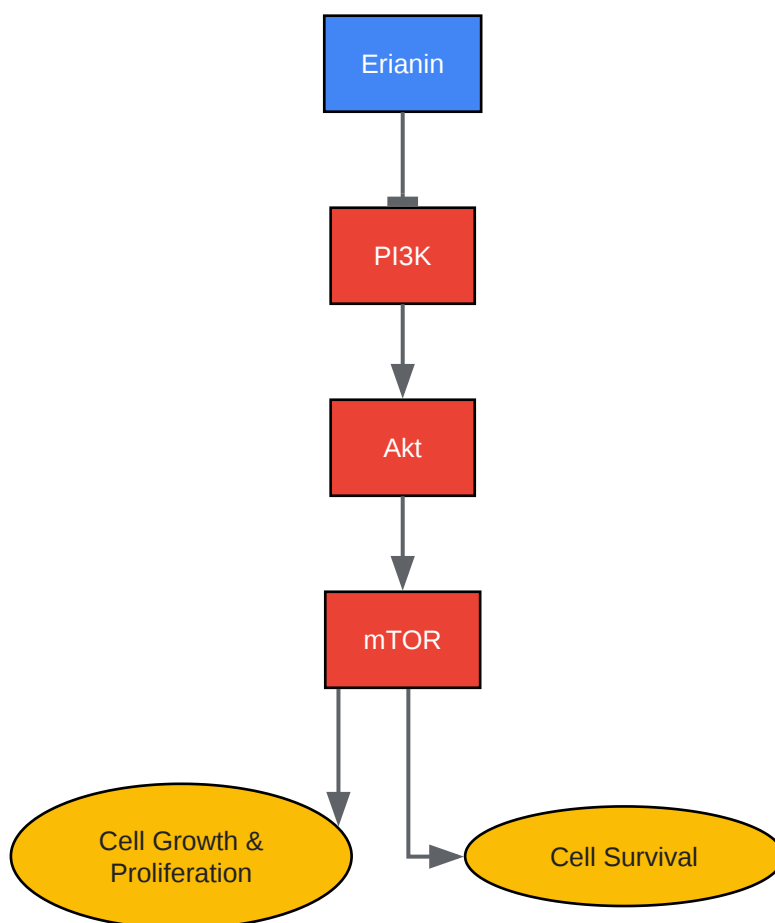 Erianin
PI3K
Akt
mTOR
Cell Growth &
Proliferation
Cell Survival